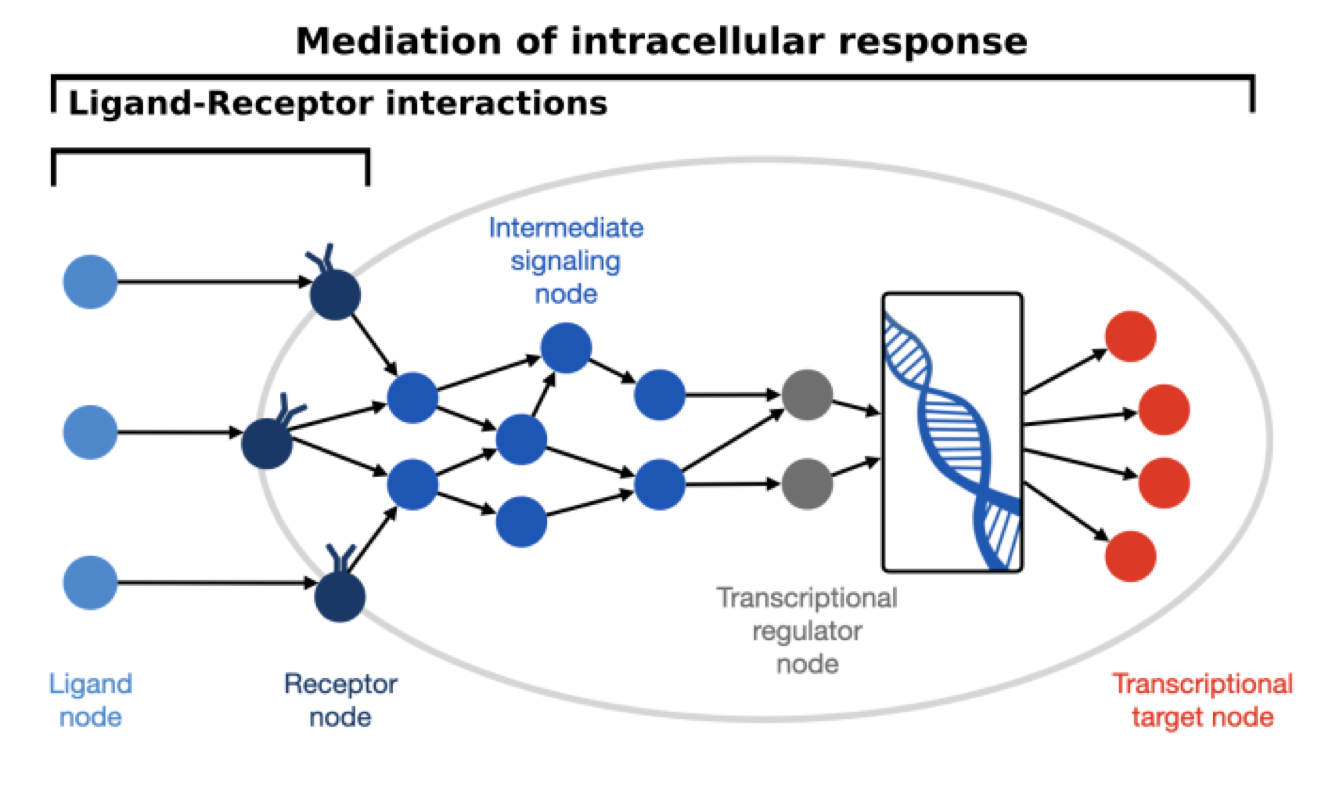 Mediation of intracellular response
Ligand-Receptor interactions
Intermediate
signaling
node
Transcriptional
regulator
node
Ligand
node
Receptor
node
Transcriptional
target node